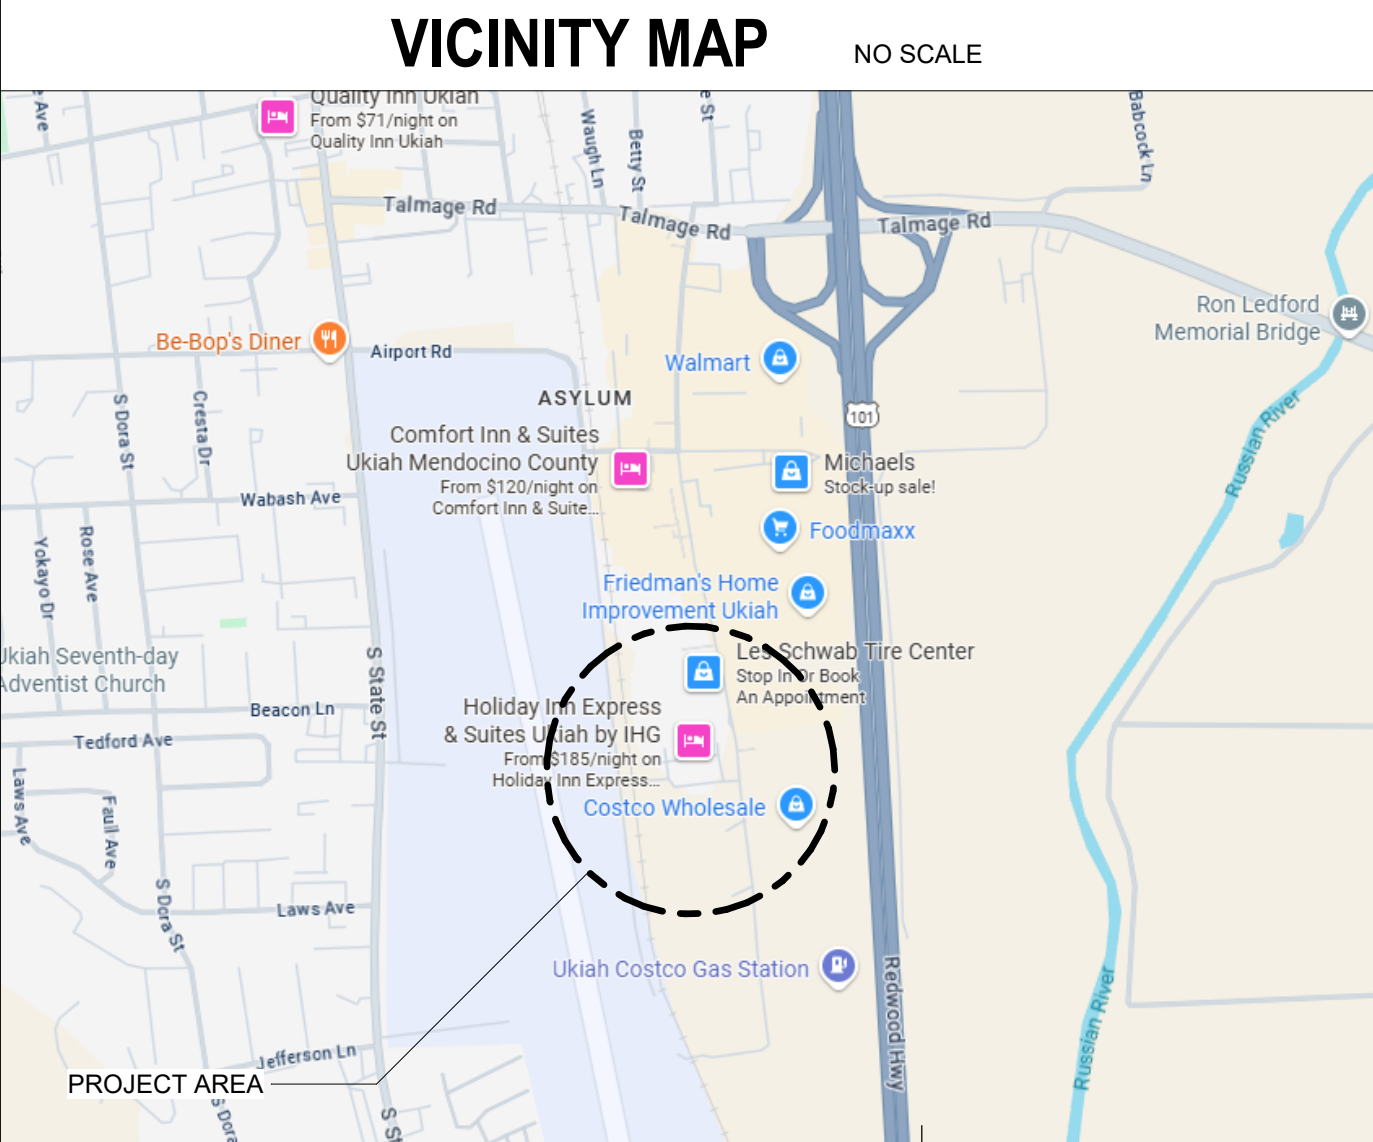 VICINITY MAP
NO SCALE
e Ave
Quality Inn Ukiah
From $71/night on
Quality Inn Ukiah
Waugh Ln
Betty St
e St
Babcock Ln
Talmage Rd
Talmage Rd
Talmage Rd
Ron Ledford
Memorial Bridge
Be-Bop's Diner
Airport Rd
Walmart
ASYLUM
S Dora St
Cresta Dr
101
Comfort Inn & Suites
Ukiah Mendocino County
From $120/night on
Comfort Inn & Suite...
Michaels
Stock-up sale!
Russian River
Wabash Ave
Foodmaxx
Yokayo Dr
Rose Ave
Friedman's Home
Improvement Ukiah
Ukiah Seventh-day
Adventist Church
S State St
Les Schwab Tire Center
Stop In Or Book
An Appointment
Beacon Ln
Holiday Inn Express
& Suites Ukiah by IHG
From $185/night on
Holiday Inn Express...
Tedford Ave
Laws Ave
Faull Ave
Costco Wholesale
S Dora St
Laws Ave
Ukiah Costco Gas Station
Redwood Hwy
Russian River
Jefferson Ln
PROJECT AREA
S Dora
S St